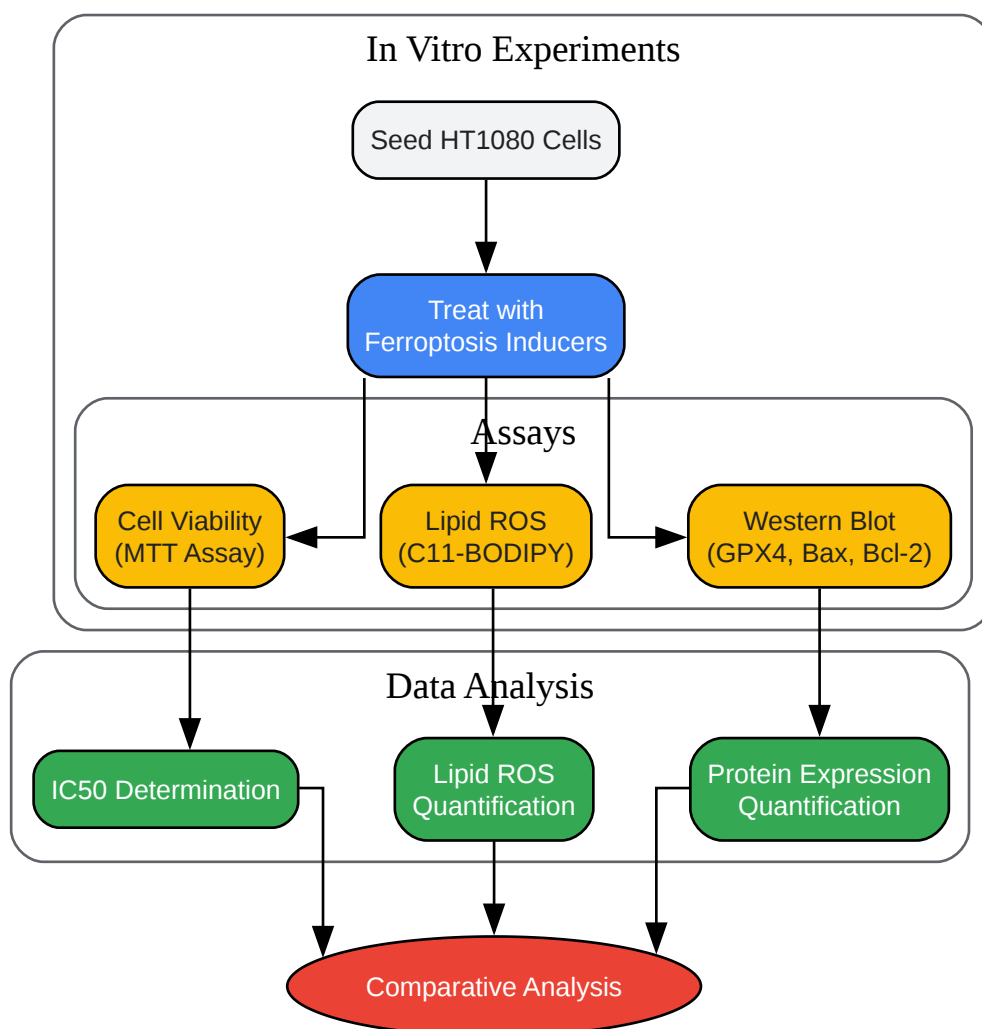 In Vitro Experiments
Seed HT1080 Cells
Treat with
Ferroptosis Inducers
Assays
Cell Viability
(MTT Assay)
Lipid ROS
(C11-BODIPY)
Western Blot
(GPX4, Bax, Bcl-2)
Data Analysis
IC50 Determination
Lipid ROS
Quantification
Protein Expression
Quantification
Comparative Analysis